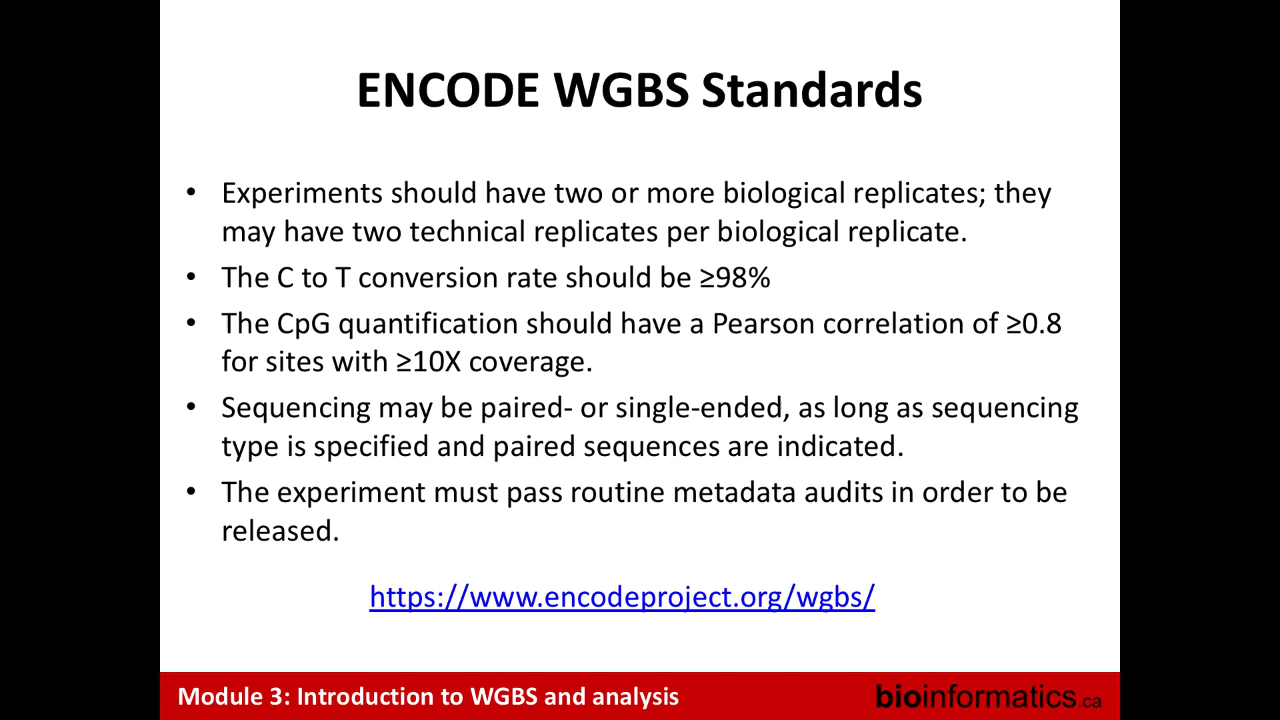 ENCODE WGBS Standards
• Experiments should have two or more biological replicates; they
may have two technical replicates per biological replicate.
• The C to T conversion rate should be ≥98%
• The CpG quantification should have a Pearson correlation of ≥0.8
for sites with ≥10X coverage.
• Sequencing may be paired- or single-ended, as long as sequencing
type is specified and paired sequences are indicated.
• The experiment must pass routine metadata audits in order to be
released.
https://www.encodeproject.org/wgbs/
Module 3: Introduction to WGBS and analysis
bioinformatics.ca